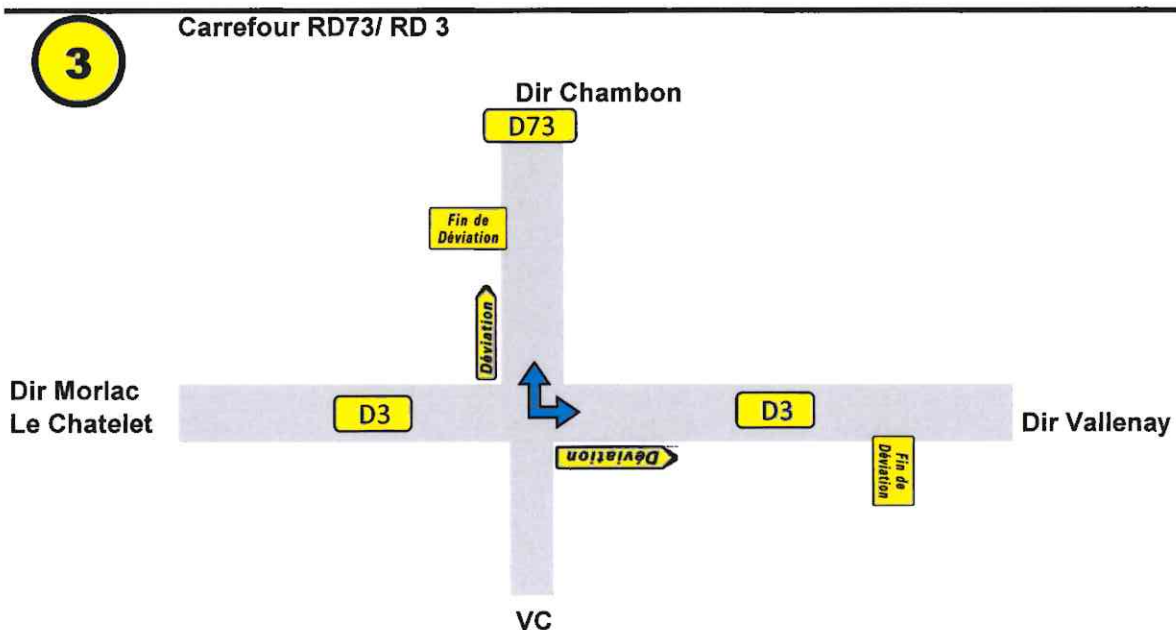 3
Carrefour RD73/ RD 3
Dir Chambon
D73
Fin de
Déviation
Déviation
Dir Morlac
Le Chatelet
D3
D3
Dir Vallenay
Déviation
Fin de
Déviation
VC